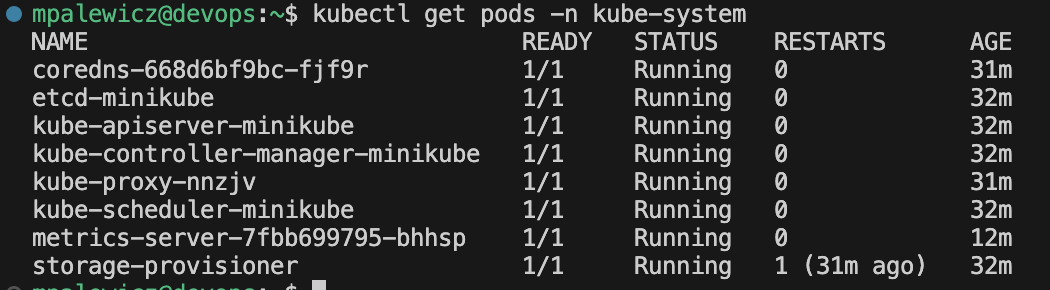 mpalewicz@devops:~$ kubectl get pods -n kube-system
NAME READY STATUS RESTARTS AGE
coredns-668d6bf9bc-fjf9r 1/1 Running 0 31m
etcd-minikube 1/1 Running 0 32m
kube-apiserver-minikube 1/1 Running 0 32m
kube-controller-manager-minikube 1/1 Running 0 32m
kube-proxy-nnzjv 1/1 Running 0 31m
kube-scheduler-minikube 1/1 Running 0 32m
metrics-server-7fbb699795-bhhsp 1/1 Running 0 12m
storage-provisioner 1/1 Running 1 (31m ago) 32m
mpalewicz@devops:~$